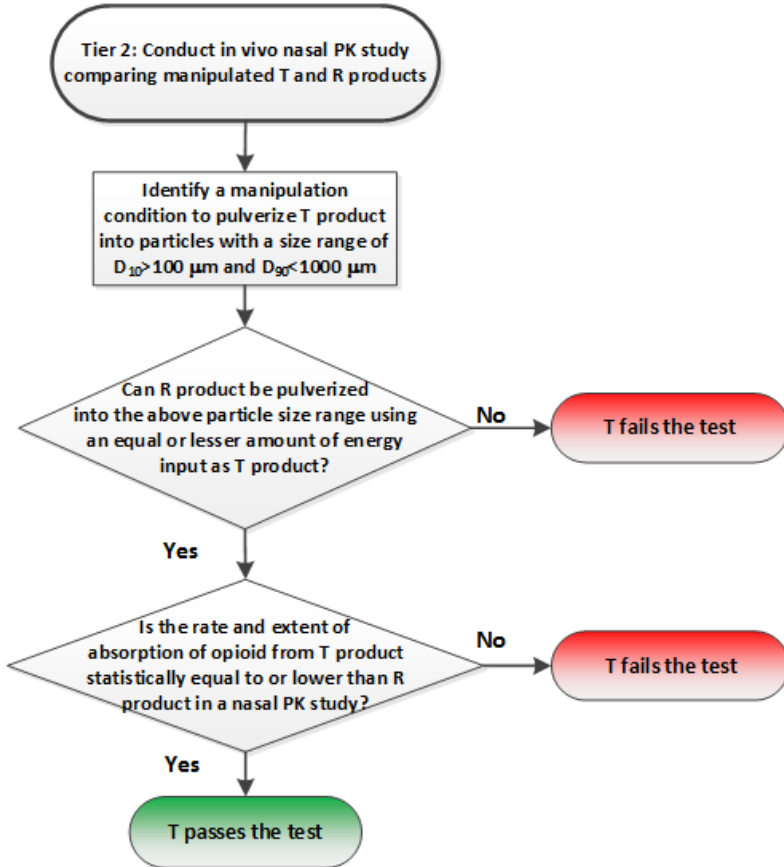 Tier 2: Conduct in vivo nasal PK study
comparing manipulated T and R products
Identify a manipulation
condition to pulverize T product
into particles with a size range of
D₁₀>100 µm and D₉₀<1000 µm
Can R product be pulverized
into the above particle size range using
an equal or lesser amount of energy
input as T product?
No
T fails the test
Yes
Is the rate and extent of
absorption of opioid from T product
statistically equal to or lower than R
product in a nasal PK study?
No
T fails the test
Yes
T passes the test